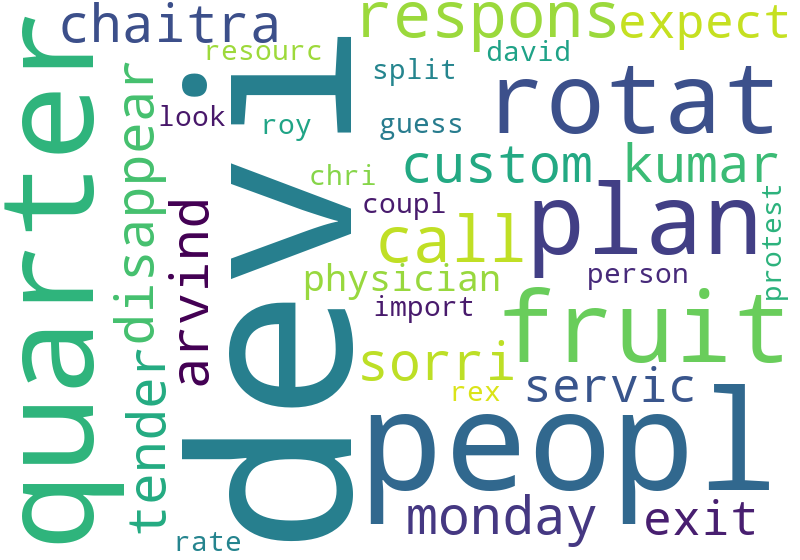 quarter
chaitra
respons
expect
resourc
david
devi
split
disappear
look
roy
guess
rotat
custom
kumar
chri
coupl
arvind
plan
call
physician
person
protest
import
fruit
tender
sorri
rex
servic
peopl
monday
exit
rate